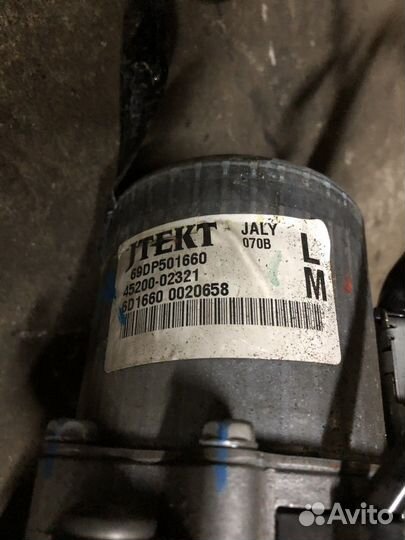 JTEKT
JALY
070B
69DP501660
45200-02321
6D1660 0020658
L
M
Avito